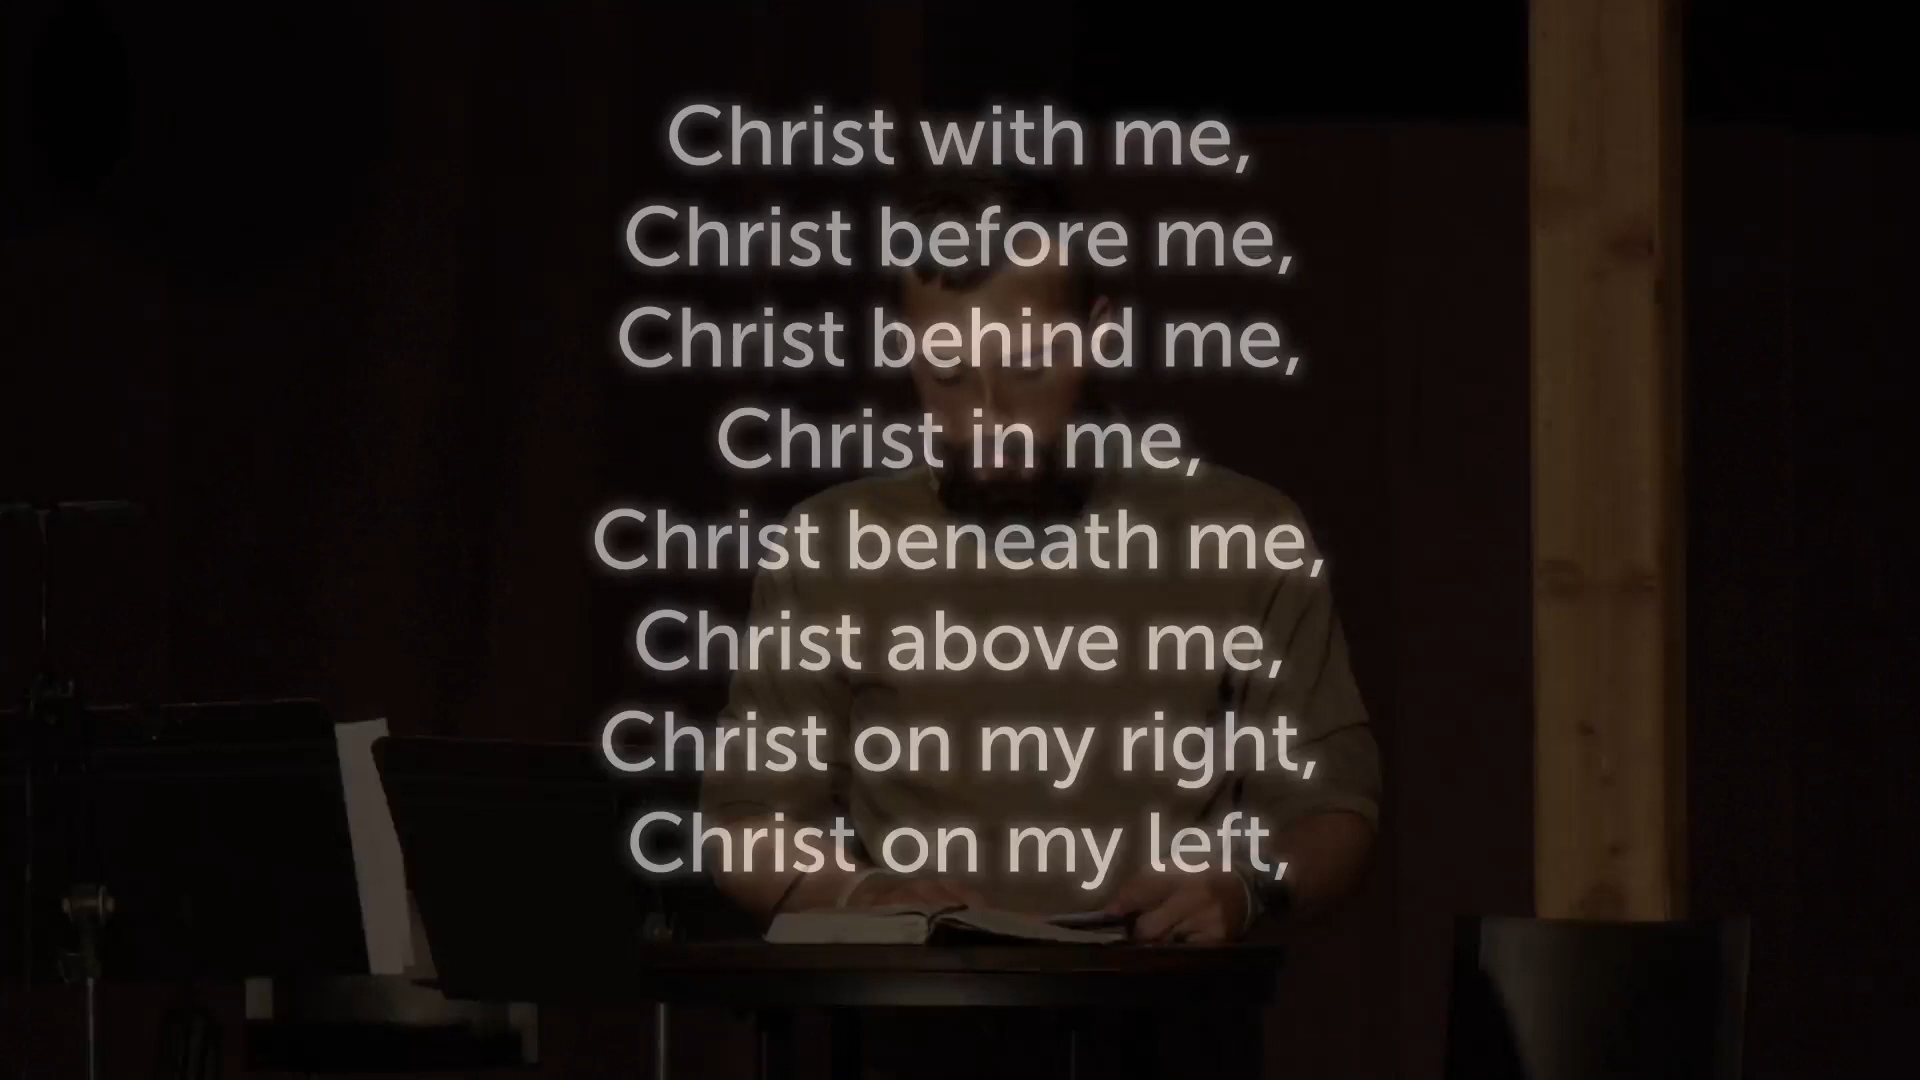 Christ with me,
Christ before me,
Christ behind me,
Christ in me,
Christ beneath me,
Christ above me,
Christ on my right,
Christ on my left,